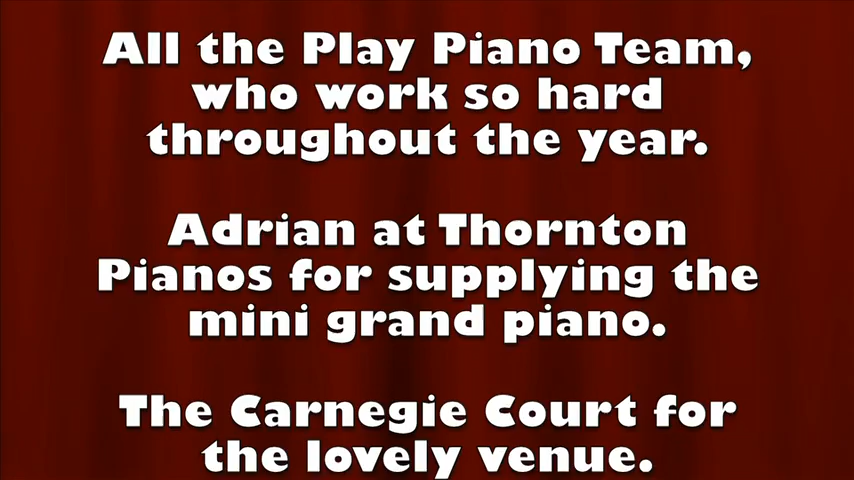 All the Play Piano Team,
who work so hard
throughout the year.
Adrian at Thornton
Pianos for supplying the
mini grand piano.
The Carnegie Court for
the lovely venue.